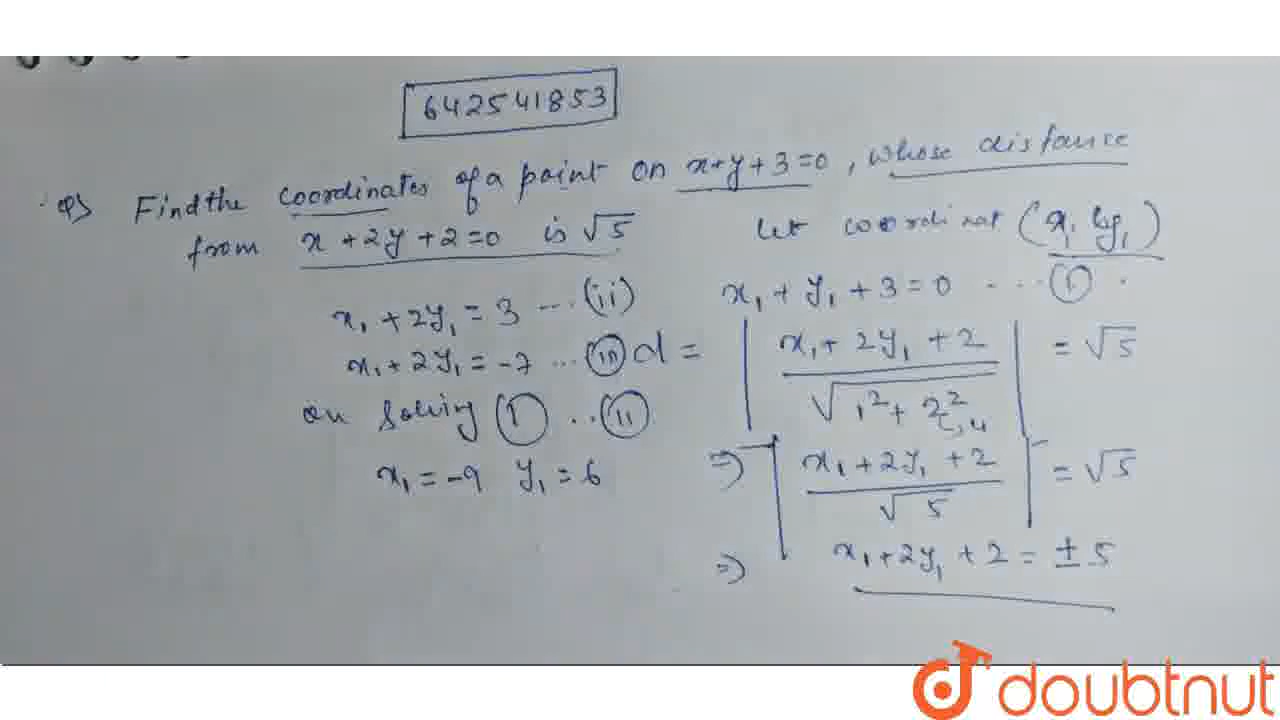 642541853
Q) Find the coordinates of a point on x+y+3=0, whose distance
from x+2y+2=0 is √5
let coordinat (x₁, y₁)
x₁ + y₁ + 3 = 0 ---- (i)
d = | x₁ + 2y₁ + 2 / √1² + 2² | = √5
⇒ | x₁ + 2y₁ + 2 / √5 | = √5
⇒ x₁ + 2y₁ + 2 = ± 5
x₁ + 2y₁ = 3 --- (ii)
x₁ + 2y₁ = -7 --- (iii)
on solving (i) .. (ii)
x₁ = -9 y₁ = 6
doubtnut